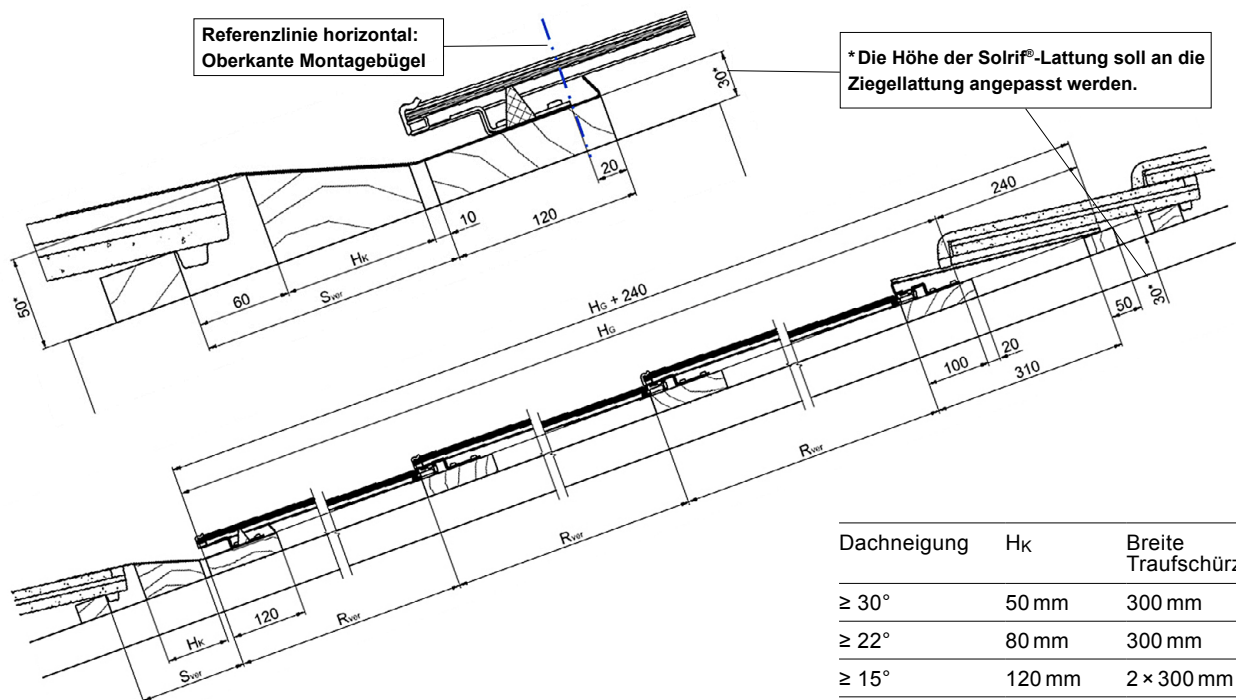 Referenzlinie horizontal:
Oberkante Montagebügel
*Die Höhe der Solrif®-Lattung soll an die
Ziegellattung angepasst werden.
30*
20
120
10
HK
Sver
60
50*
240
HG + 240
HG
50
30*
20
100
310
Rver
Rver
Rver
120
HK
Sver
Dachneigung HK Breite
≥ 30° 50 mm 300 mm
≥ 22° 80 mm 300 mm
≥ 15° 120 mm 2 × 300 mm